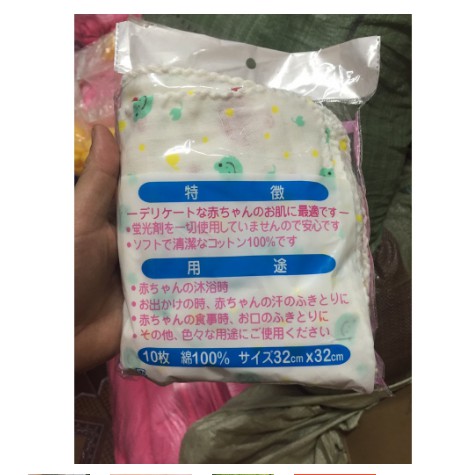 特 徴
ーデリケートな赤ちゃんのお肌に最適ですー
•蛍光剤を一切使用していませんので安心です
•ソフトで清潔なコットン100%です
用 途
•赤ちゃんの沐浴時
•お出かけの時、赤ちゃんの汗のふきとりに
•赤ちゃんの食事時、お口のふきとりに
•その他、色々な用途にご使用ください
10枚 綿100% サイズ32cmx32cm